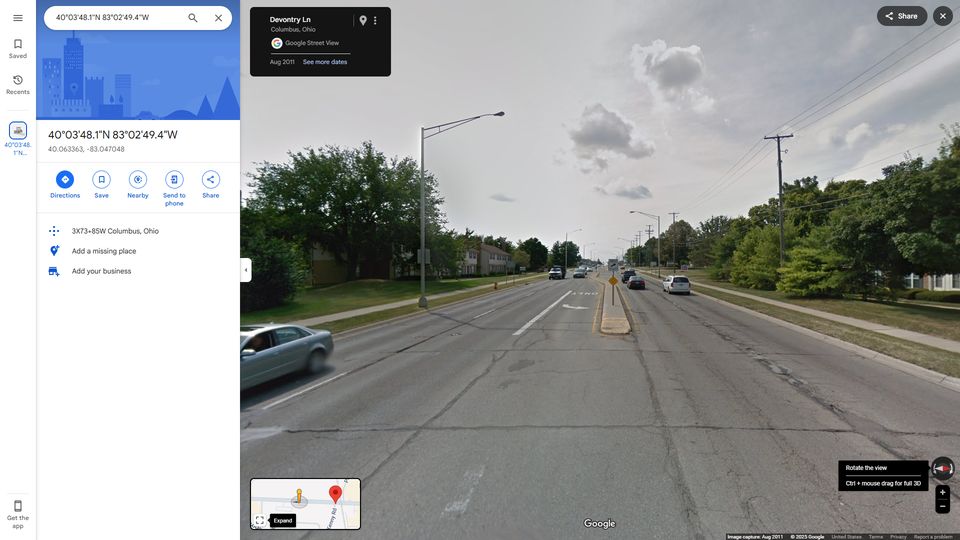 40°03'48.1"N 83°02'49.4"W
Saved
Recents
40°03'48.
1"N...
Get the
app
40°03'48.1"N 83°02'49.4"W
40.063363, -83.047048
Directions
Save
Nearby
Send to
phone
Share
3X73+85W Columbus, Ohio
Add a missing place
Add your business
Devontry Ln
Columbus, Ohio
Google Street View
Aug 2011 See more dates
Share
Rotate the view
Ctrl + mouse drag for full 3D
Expand
Google
Image capture: Aug 2011 © 2025 Google United States Terms Privacy Report a problem